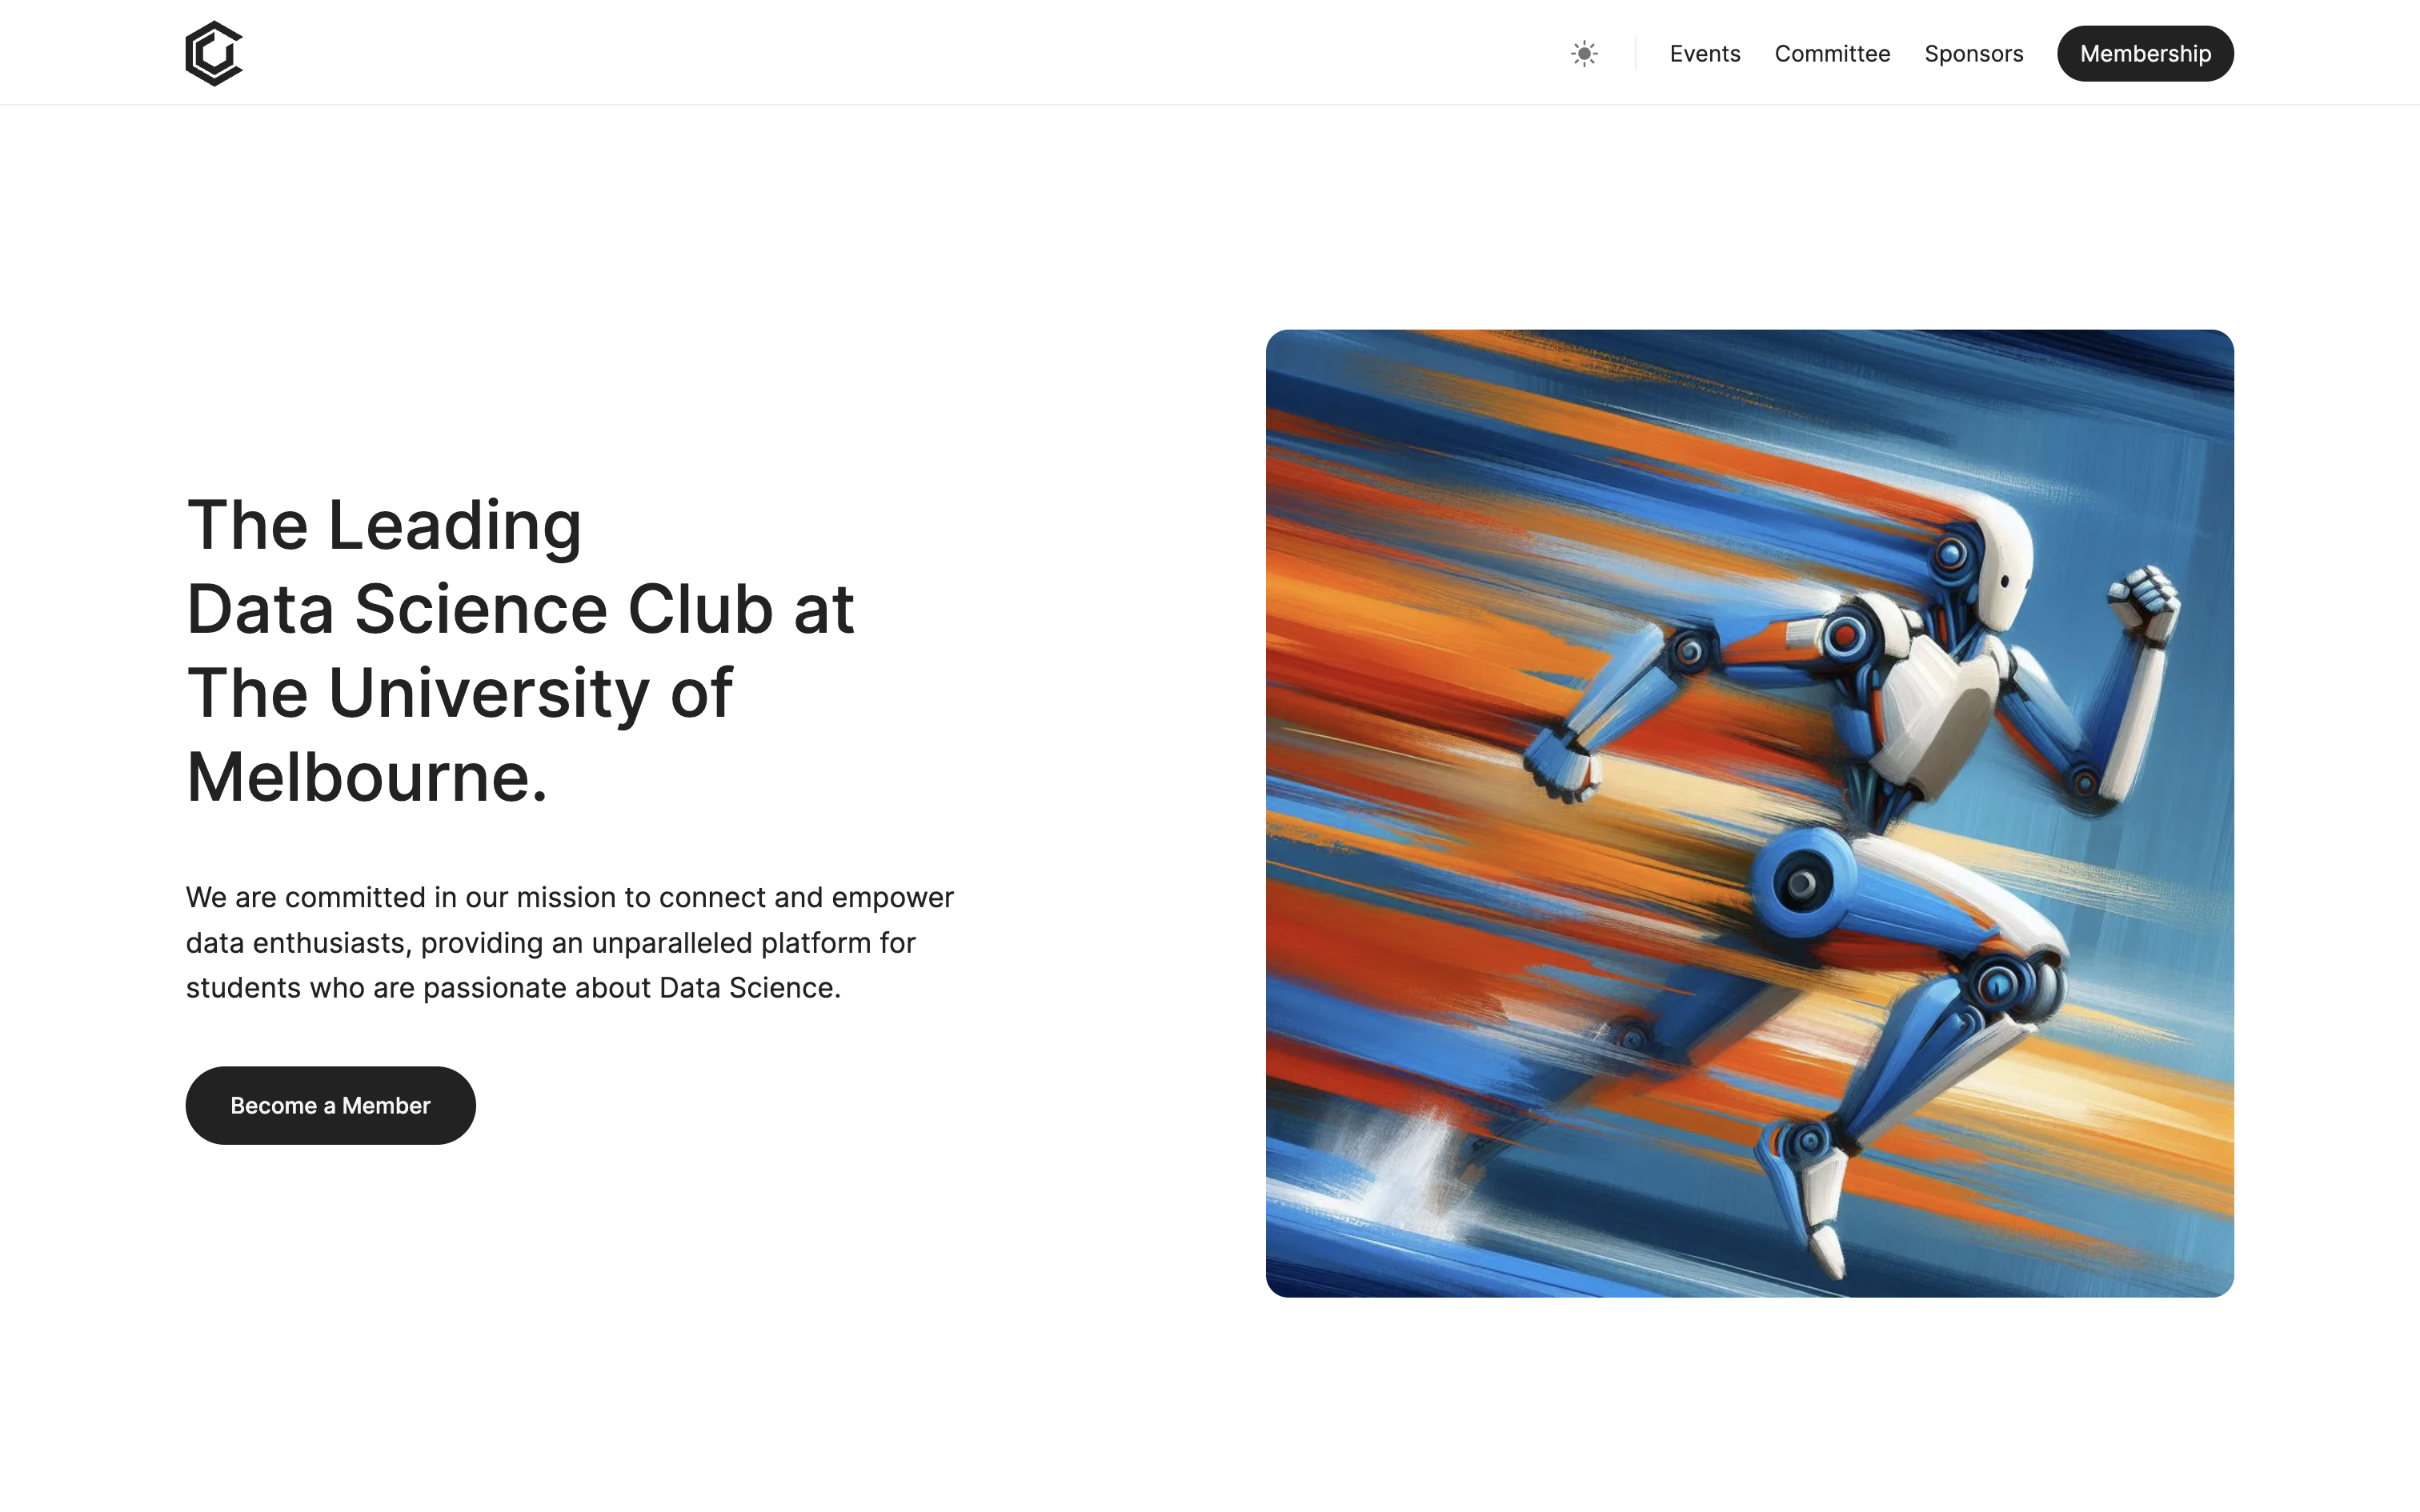 Events
Committee
Sponsors
Membership
The Leading
Data Science Club at
The University of
Melbourne.
We are committed in our mission to connect and empower
data enthusiasts, providing an unparalleled platform for
students who are passionate about Data Science.
Become a Member